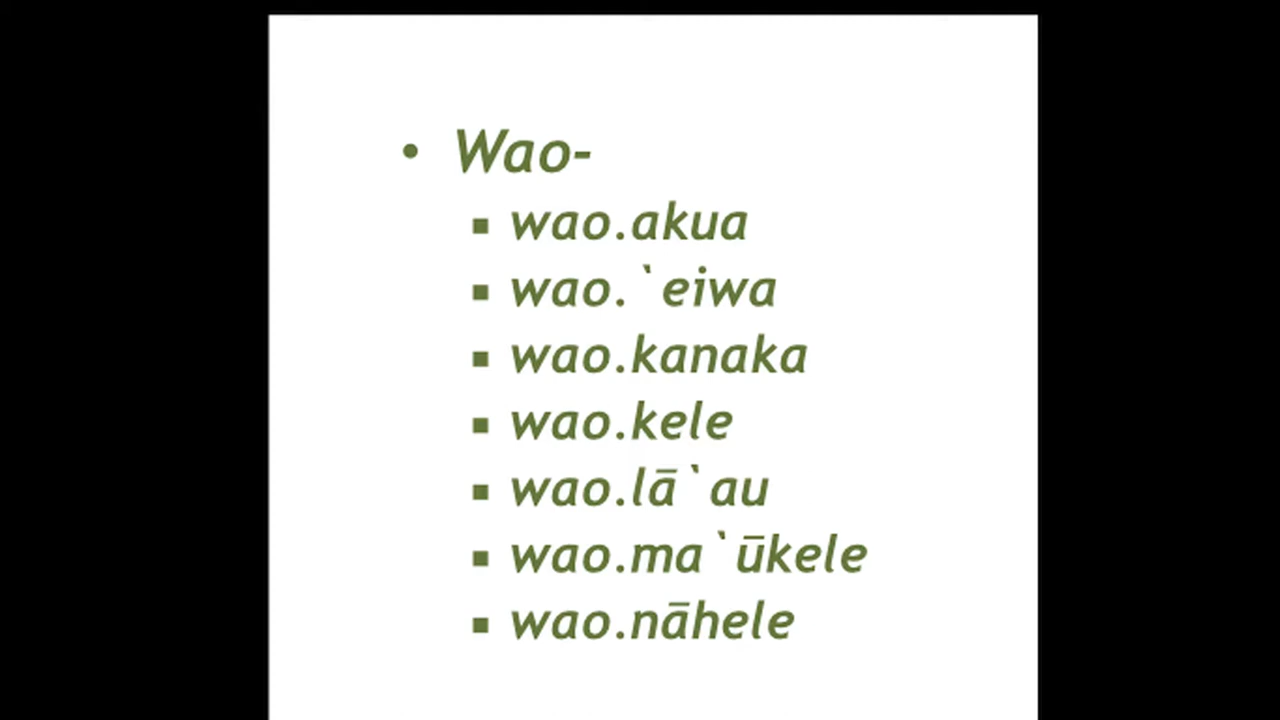 • Wao-
▪ wao.akua
▪ wao.`eiwa
▪ wao.kanaka
▪ wao.kele
▪ wao.lā`au
▪ wao.ma`ūkele
▪ wao.nāhele